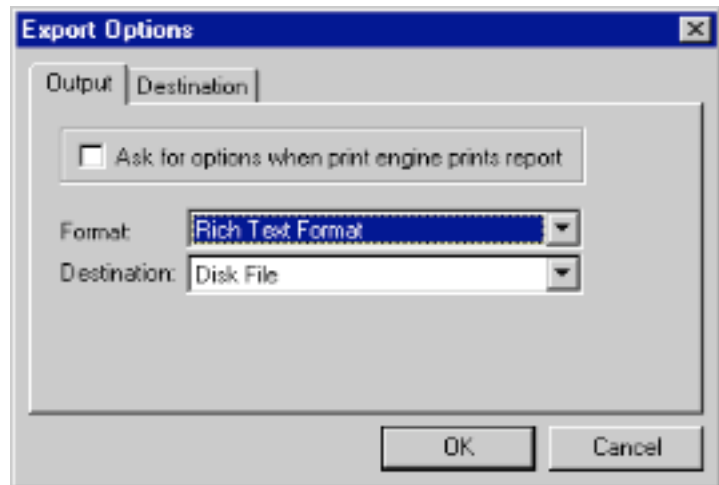 Export Options
Output Destination
Ask for options when print engine prints report
Format: Rich Text Format
Destination: Disk File
OK Cancel